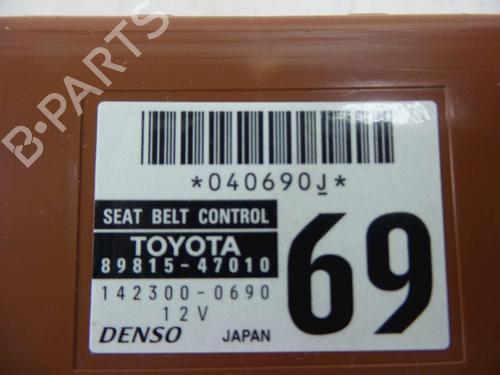 B-PARTS
*040690J*
SEAT BELT CONTROL
TOYOTA
89815-47010
69
142300-0690
12V
DENSO JAPAN